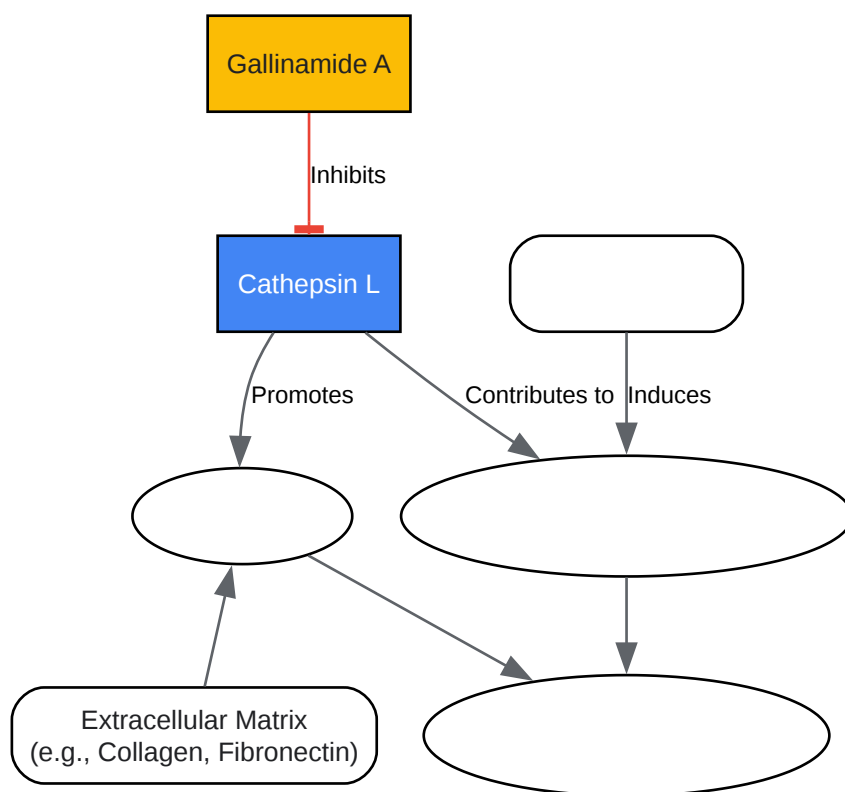 Gallinamide A
Inhibits
Cathepsin L
Promotes
Contributes to
Induces
Extracellular Matrix
(e.g., Collagen, Fibronectin)